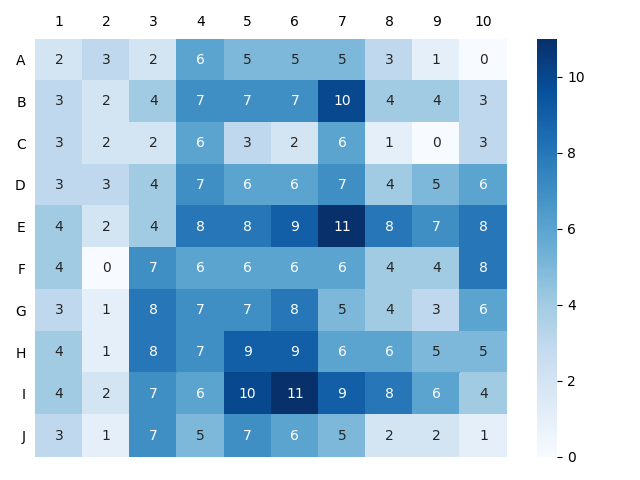 1 2 3 4 5 6 7 8 9 10
A 2 3 2 6 5 5 5 3 1 0
B 3 2 4 7 7 7 10 4 4 3
C 3 2 2 6 3 2 6 1 0 3
D 3 3 4 7 6 6 7 4 5 6
E 4 2 4 8 8 9 11 8 7 8
F 4 0 7 6 6 6 6 4 4 8
G 3 1 8 7 7 8 5 4 3 6
H 4 1 8 7 9 9 6 6 5 5
I 4 2 7 6 10 11 9 8 6 4
J 3 1 7 5 7 6 5 2 2 1
10
8
6
4
2
0